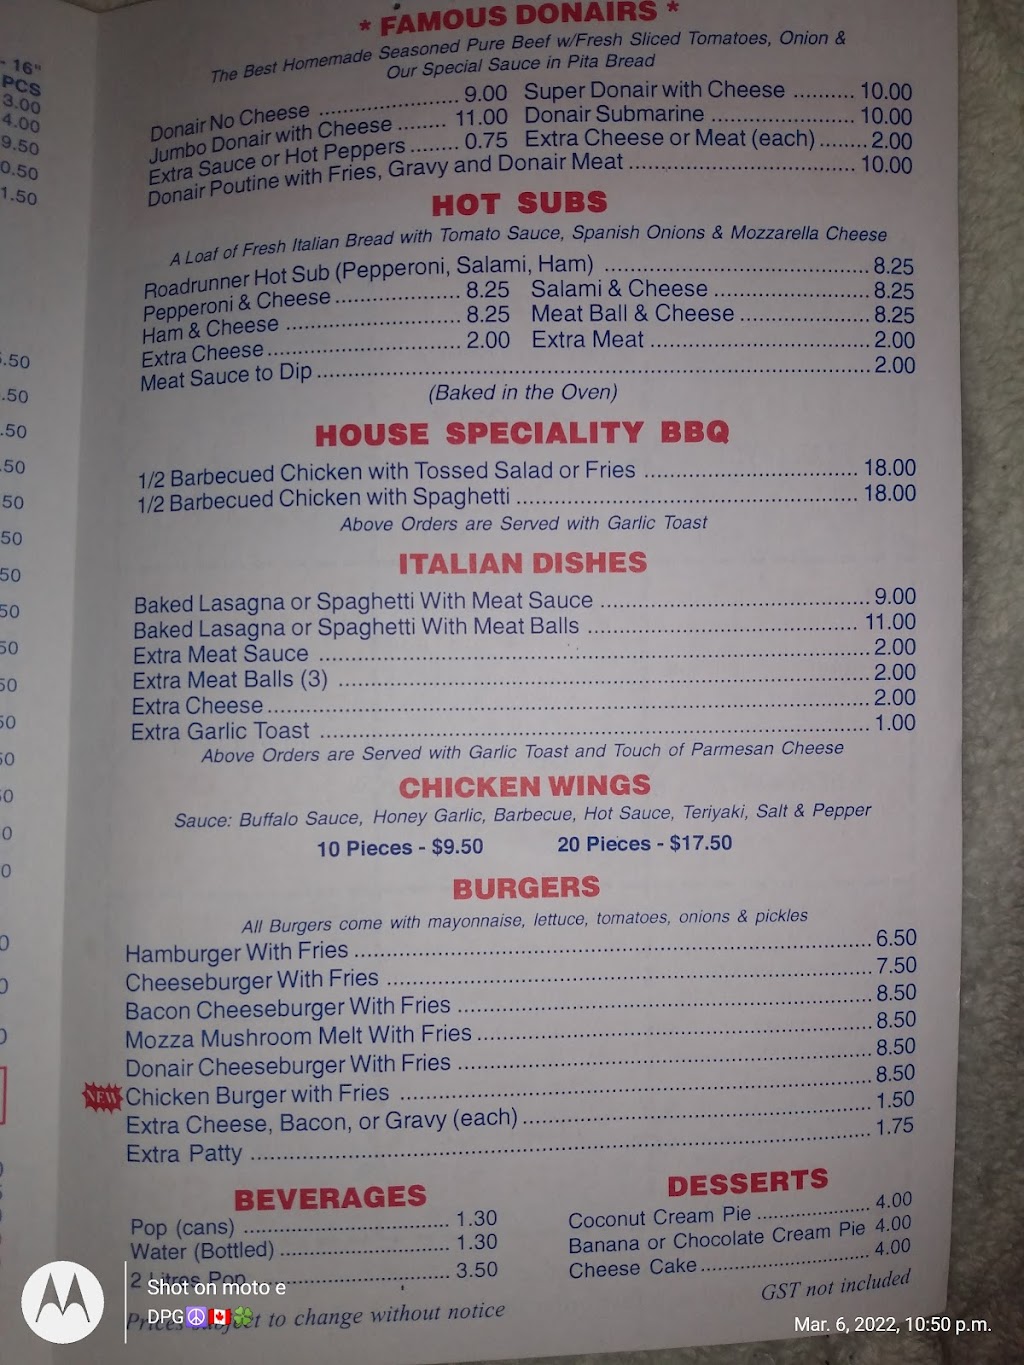 - 16"
PCS
3.00
4.00
9.50
0.50
1.50
* FAMOUS DONAIRS *
The Best Homemade Seasoned Pure Beef w/Fresh Sliced Tomatoes, Onion &
Our Special Sauce in Pita Bread
Donair No Cheese .................... 9.00 Super Donair with Cheese .......... 10.00
Jumbo Donair with Cheese ........ 11.00 Donair Submarine ........................ 10.00
Extra Sauce or Hot Peppers ........ 0.75 Extra Cheese or Meat (each) ........ 2.00
Donair Poutine with Fries, Gravy and Donair Meat ...................................... 10.00
HOT SUBS
A Loaf of Fresh Italian Bread with Tomato Sauce, Spanish Onions & Mozzarella Cheese
Roadrunner Hot Sub (Pepperoni, Salami, Ham) ............................................ 8.25
Pepperoni & Cheese .................... 8.25 Salami & Cheese ...................... 8.25
Ham & Cheese ............................ 8.25 Meat Ball & Cheese .................. 8.25
Extra Cheese ................................ 2.00 Extra Meat ................................ 2.00
Meat Sauce to Dip .......................................................................................... 2.00
(Baked in the Oven)
HOUSE SPECIALITY BBQ
1/2 Barbecued Chicken with Tossed Salad or Fries .................................. 18.00
1/2 Barbecued Chicken with Spaghetti ...................................................... 18.00
Above Orders are Served with Garlic Toast
ITALIAN DISHES
Baked Lasagna or Spaghetti With Meat Sauce .......................................... 9.00
Baked Lasagna or Spaghetti With Meat Balls .......................................... 11.00
Extra Meat Sauce ...................................................................................... 2.00
Extra Meat Balls (3) .................................................................................. 2.00
Extra Cheese .............................................................................................. 2.00
Extra Garlic Toast ...................................................................................... 1.00
Above Orders are Served with Garlic Toast and Touch of Parmesan Cheese
CHICKEN WINGS
Sauce: Buffalo Sauce, Honey Garlic, Barbecue, Hot Sauce, Teriyaki, Salt & Pepper
10 Pieces - $9.50 20 Pieces - $17.50
BURGERS
All Burgers come with mayonnaise, lettuce, tomatoes, onions & pickles
Hamburger With Fries ................................................................................ 6.50
Cheeseburger With Fries ............................................................................ 7.50
Bacon Cheeseburger With Fries ................................................................ 8.50
Mozza Mushroom Melt With Fries .............................................................. 8.50
Donair Cheeseburger With Fries ................................................................ 8.50
NEW Chicken Burger with Fries .................................................................. 8.50
Extra Cheese, Bacon, or Gravy (each) ...................................................... 1.50
Extra Patty .................................................................................................. 1.75
BEVERAGES
Pop (cans) .................................. 1.30
Water (Bottled) ............................ 1.30
2 Litres Pop .................................. 3.50
DESSERTS
Coconut Cream Pie .................... 4.00
Banana or Chocolate Cream Pie 4.00
Cheese Cake .............................. 4.00
GST not included
Prices subject to change without notice
Shot on moto e
DPG☮️🇨🇦🍀
Mar. 6, 2022, 10:50 p.m.